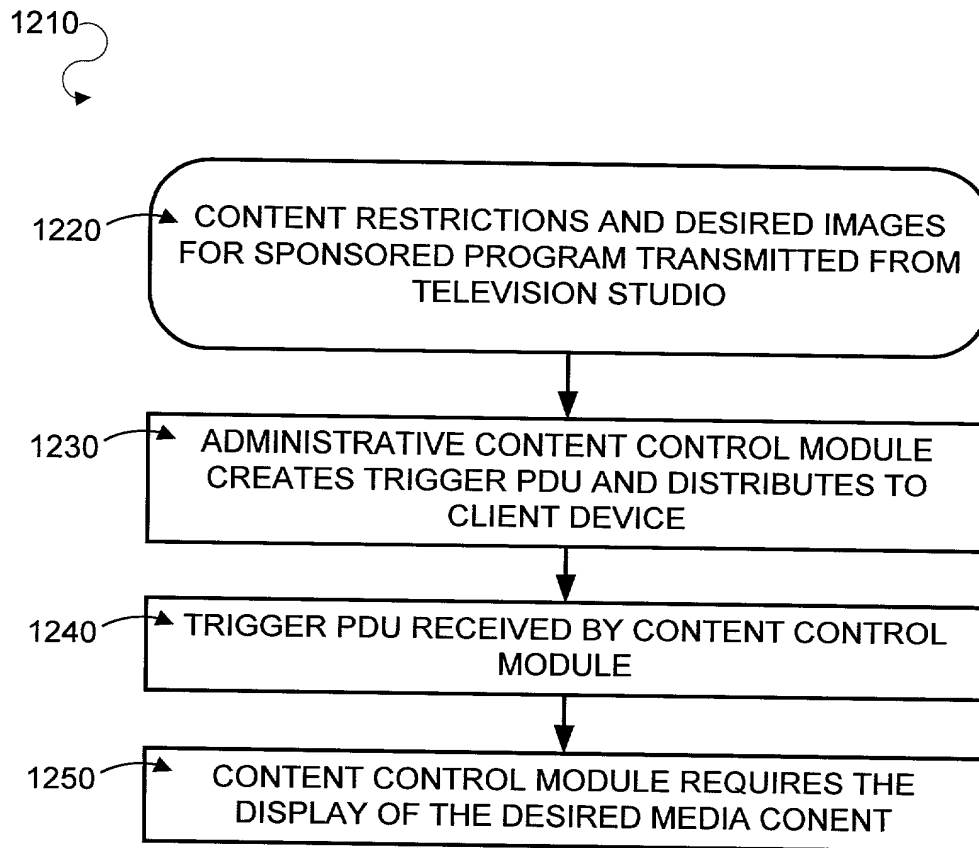 1210
1220
CONTENT RESTRICTIONS AND DESIRED IMAGES
FOR SPONSORED PROGRAM TRANSMITTED FROM
TELEVISION STUDIO
1230
ADMINISTRATIVE CONTENT CONTROL MODULE
CREATES TRIGGER PDU AND DISTRIBUTES TO
CLIENT DEVICE
1240
TRIGGER PDU RECEIVED BY CONTENT CONTROL
MODULE
1250
CONTENT CONTROL MODULE REQUIRES THE
DISPLAY OF THE DESIRED MEDIA CONENT